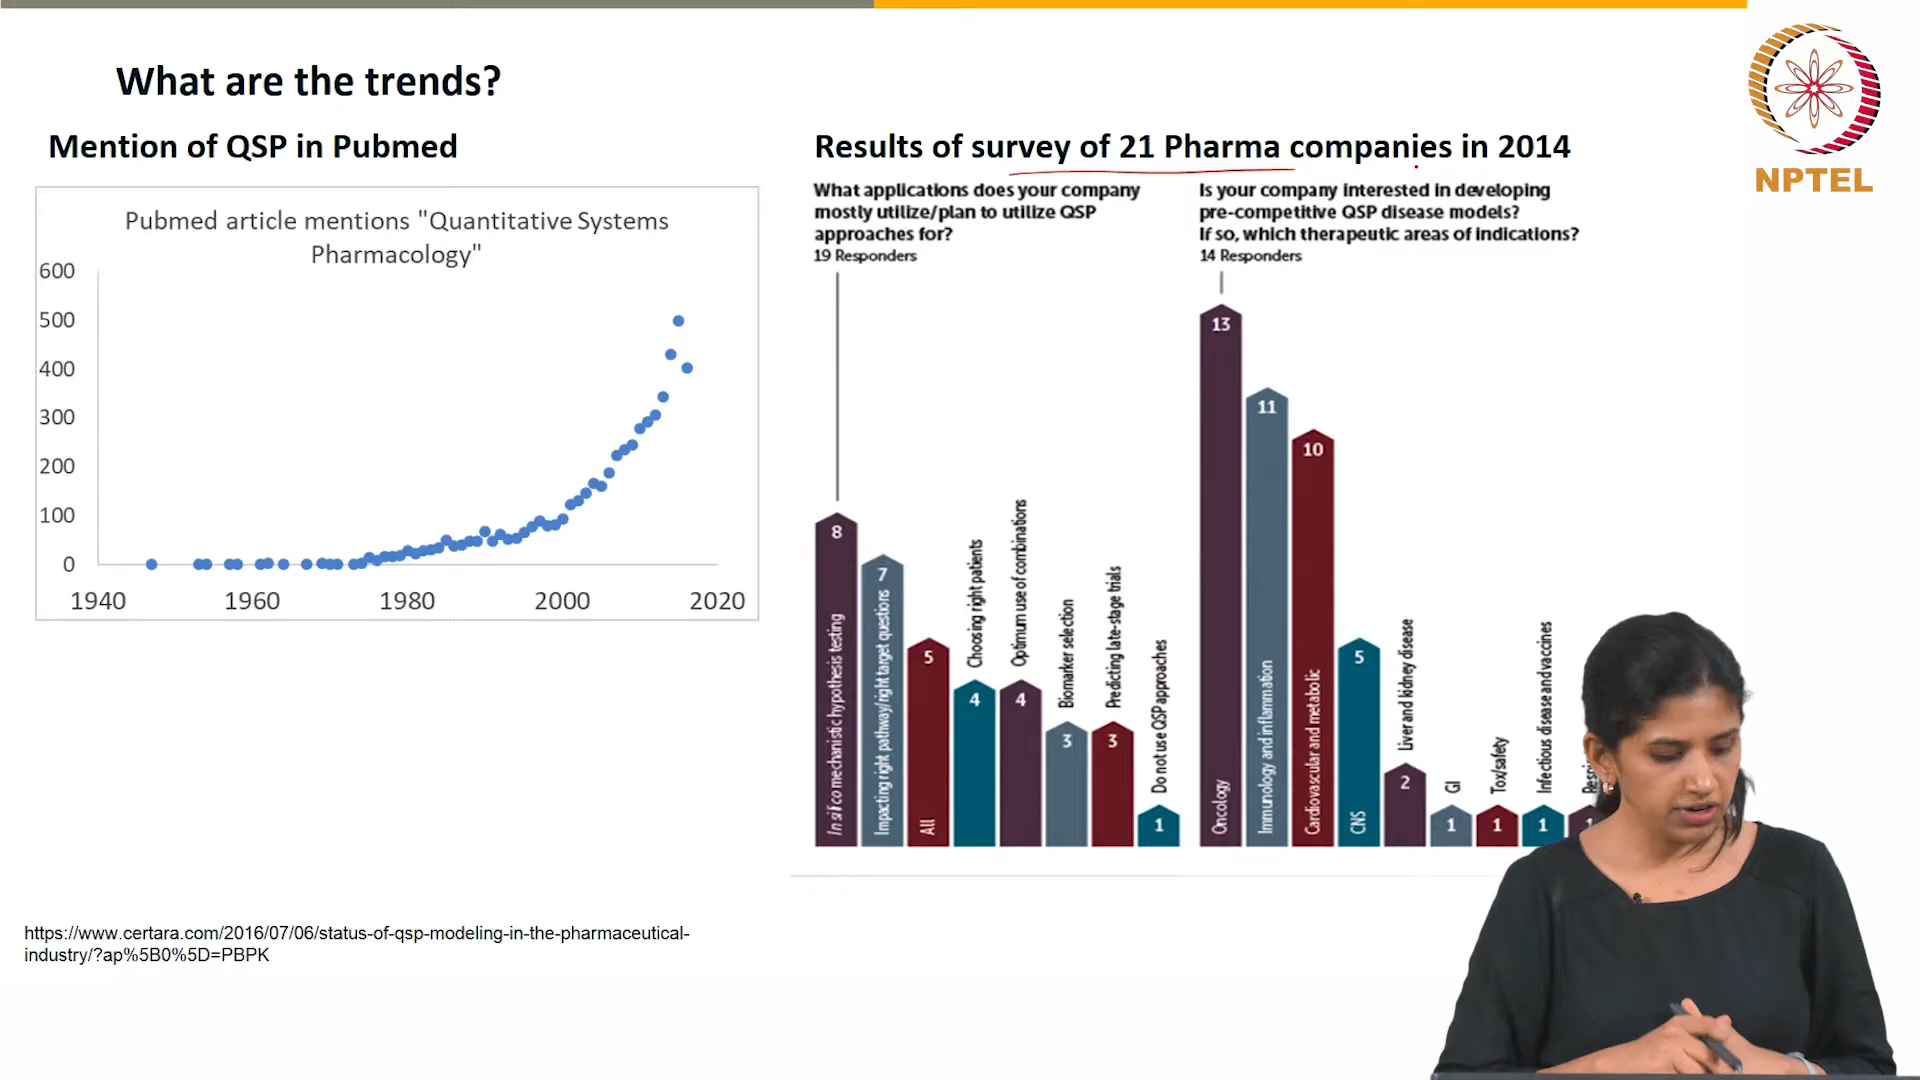 What are the trends?
Mention of QSP in Pubmed
Pubmed article mentions "Quantitative Systems
Pharmacology"
600
500
400
300
200
100
0
1940 1960 1980 2000 2020
https://www.certara.com/2016/07/06/status-of-qsp-modeling-in-the-pharmaceutical-
industry/?ap%5B0%5D=PBPK
Results of survey of 21 Pharma companies in 2014
What applications does your company
mostly utilize/plan to utilize QSP
approaches for?
19 Responders
8
In silico mechanistic hypothesis testing
7
Impacting right pathway/right target questions
5
All
Choosing right patients
4
Optimum use of combinations
4
Biomarker selection
3
Predicting late-stage trials
3
Do not use QSP approaches
1
Is your company interested in developing
pre-competitive QSP disease models?
If so, which therapeutic areas of indications?
14 Responders
13
Oncology
11
Immunology and inflammation
10
Cardiovascular and metabolic
5
CNS
Liver and kidney disease
2
GI
1
Tox/safety
1
Infectious disease and vaccines
1
1
NPTEL